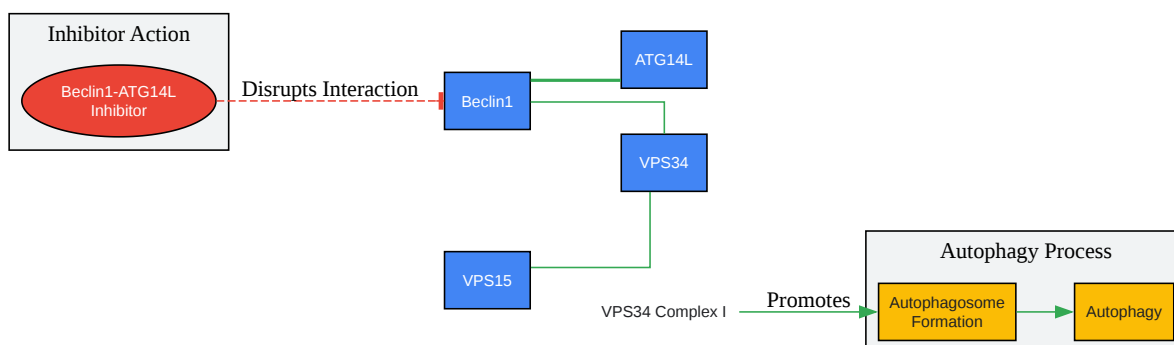 Inhibitor Action
Beclin1-ATG14L
Inhibitor
Disrupts Interaction
Beclin1
ATG14L
VPS34
VPS15
VPS34 Complex I
Promotes
Autophagy Process
Autophagosome
Formation
Autophagy